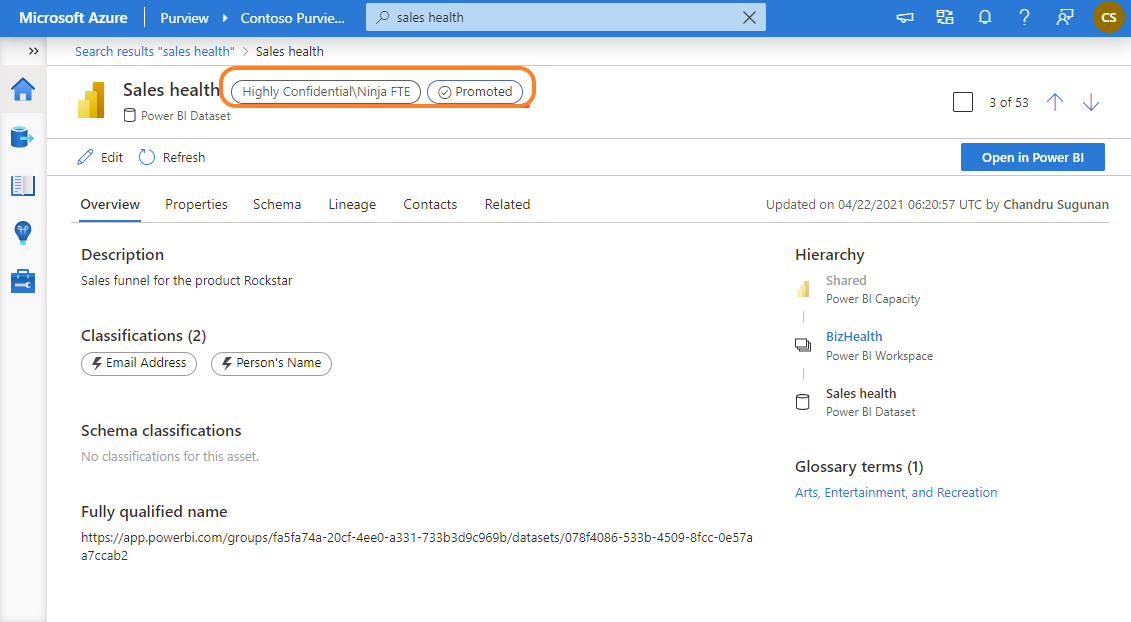 Microsoft Azure Purview Contoso Purvie... sales health CS
Search results "sales health" > Sales health
Sales health Highly Confidential\Ninja FTE Promoted
Power BI Dataset
3 of 53
Edit Refresh Open in Power BI
Overview Properties Schema Lineage Contacts Related Updated on 04/22/2021 06:20:57 UTC by Chandru Sugunan
Description
Sales funnel for the product Rockstar
Classifications (2)
Email Address Person's Name
Schema classifications
No classifications for this asset.
Fully qualified name
https://app.powerbi.com/groups/fa5fa74a-20cf-4ee0-a331-733b3d9c969b/datasets/078f4086-533b-4509-8fcc-0e57a
a7ccab2
Hierarchy
Shared
Power BI Capacity
BizHealth
Power BI Workspace
Sales health
Power BI Dataset
Glossary terms (1)
Arts, Entertainment, and Recreation